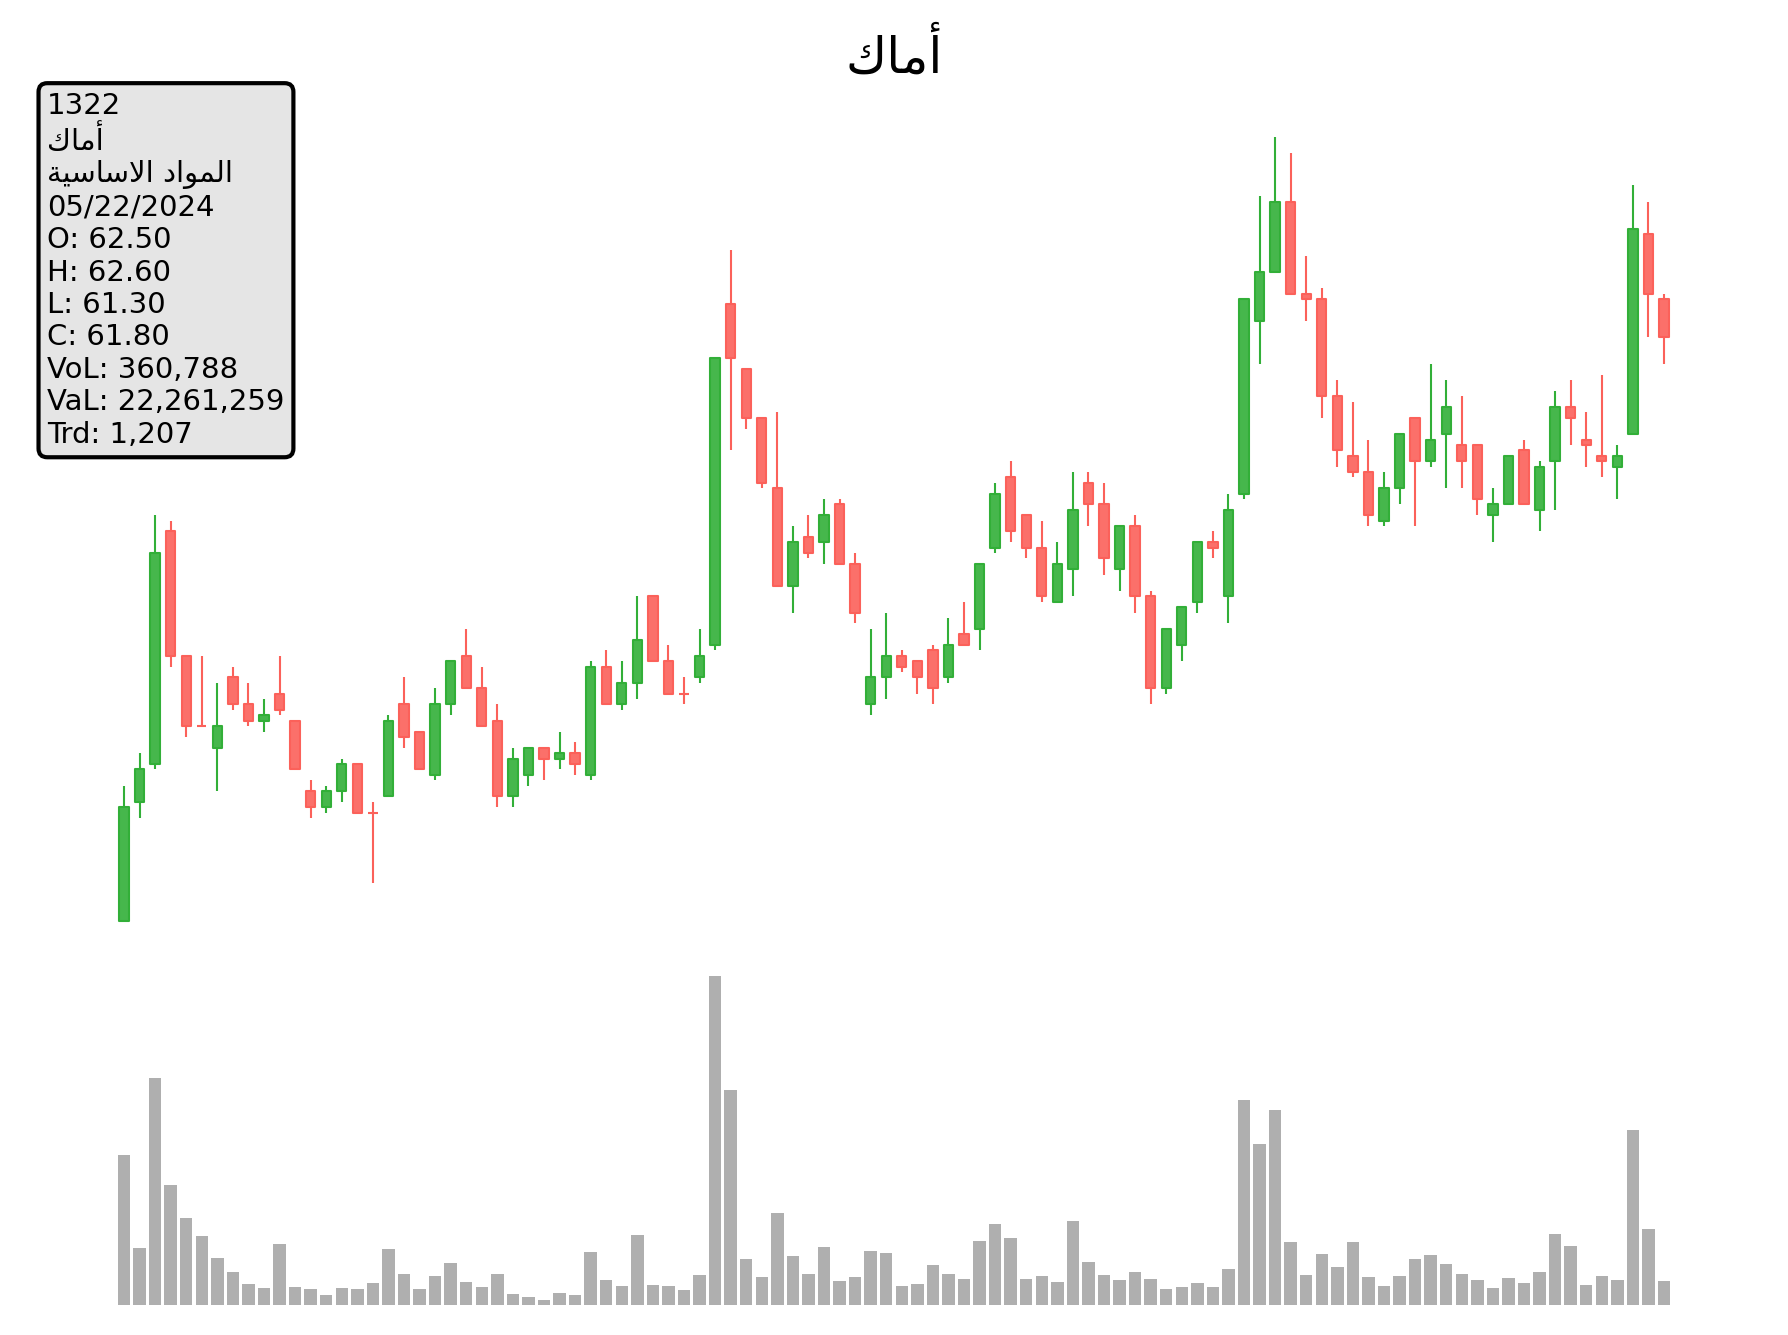 أماك
1322
أماك
المواد الاساسية
05/22/2024
O: 62.50
H: 62.60
L: 61.30
C: 61.80
VoL: 360,788
VaL: 22,261,259
Trd: 1,207